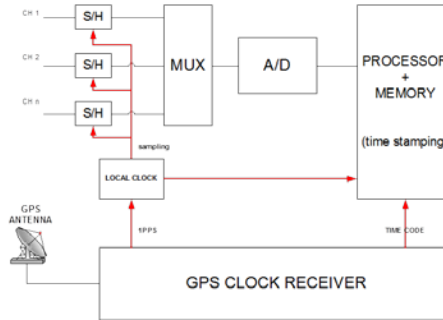 CH 1
S/H
CH 2
S/H
CH n
S/H
MUX
A/D
PROCESSOR
+
MEMORY
(time stamping)
sampling
LOCAL CLOCK
GPS
ANTENNA
1PPS
TIME CODE
GPS CLOCK RECEIVER